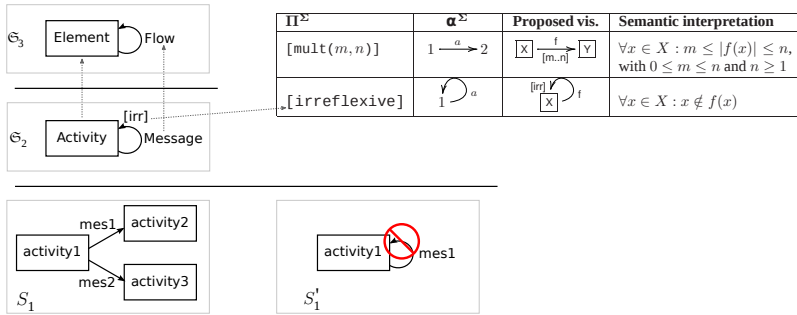 𝔖₃
Element
Flow
[irr]
𝔖₂
Activity
Message
Π^Σ α^Σ Proposed vis. Semantic interpretation
[mult(m, n)] 1 a 2 X f [m..n] Y ∀x ∈ X : m ≤ |f(x)| ≤ n,
with 0 ≤ m ≤ n and n ≥ 1
[irreflexive] 1 a [irr] X f ∀x ∈ X : x ∉ f(x)
activity1
mes1
activity2
mes2
activity3
S₁
activity1
mes1
S₁'